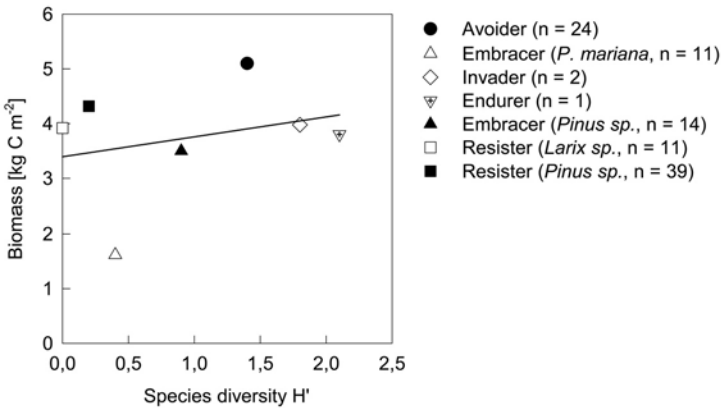 6
5
4
3
2
1
0
Biomass [kg C m⁻²]
0,0 0,5 1,0 1,5 2,0 2,5
Species diversity H'
Avoider (n = 24)
Embracer (P. mariana, n = 11)
Invader (n = 2)
Endurer (n = 1)
Embracer (Pinus sp., n = 14)
Resister (Larix sp., n = 11)
Resister (Pinus sp., n = 39)